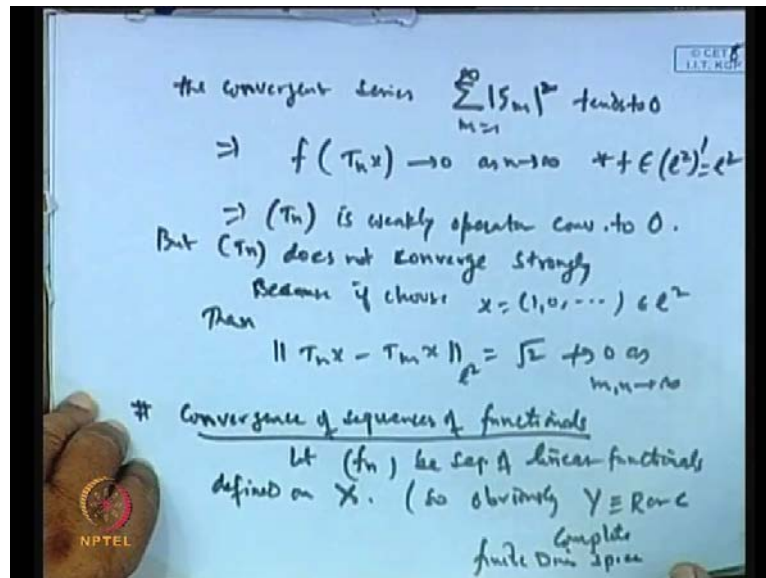 © CET
I.I.T. KGP
the convergent series ∑_{m=1}^{∞} |ξ_m|² tends to 0
⇒ f(T_n x) → 0 as n→∞ ∀ f ∈ (ℓ²)' = ℓ²
⇒ (T_n) is weakly operator conv. to 0.
But (T_n) does not converge strongly
Because if choose x = (1,0,⋯) ∈ ℓ²
Then
‖T_n x − T_m x‖_{ℓ²} = √2 ↛ 0 as
m,n→∞
# Convergence of sequences of functionals
Let (f_n) be seq of linear functionals
defined on X. (so obviously Y ≡ R or C
Complete
finite Dim space
NPTEL